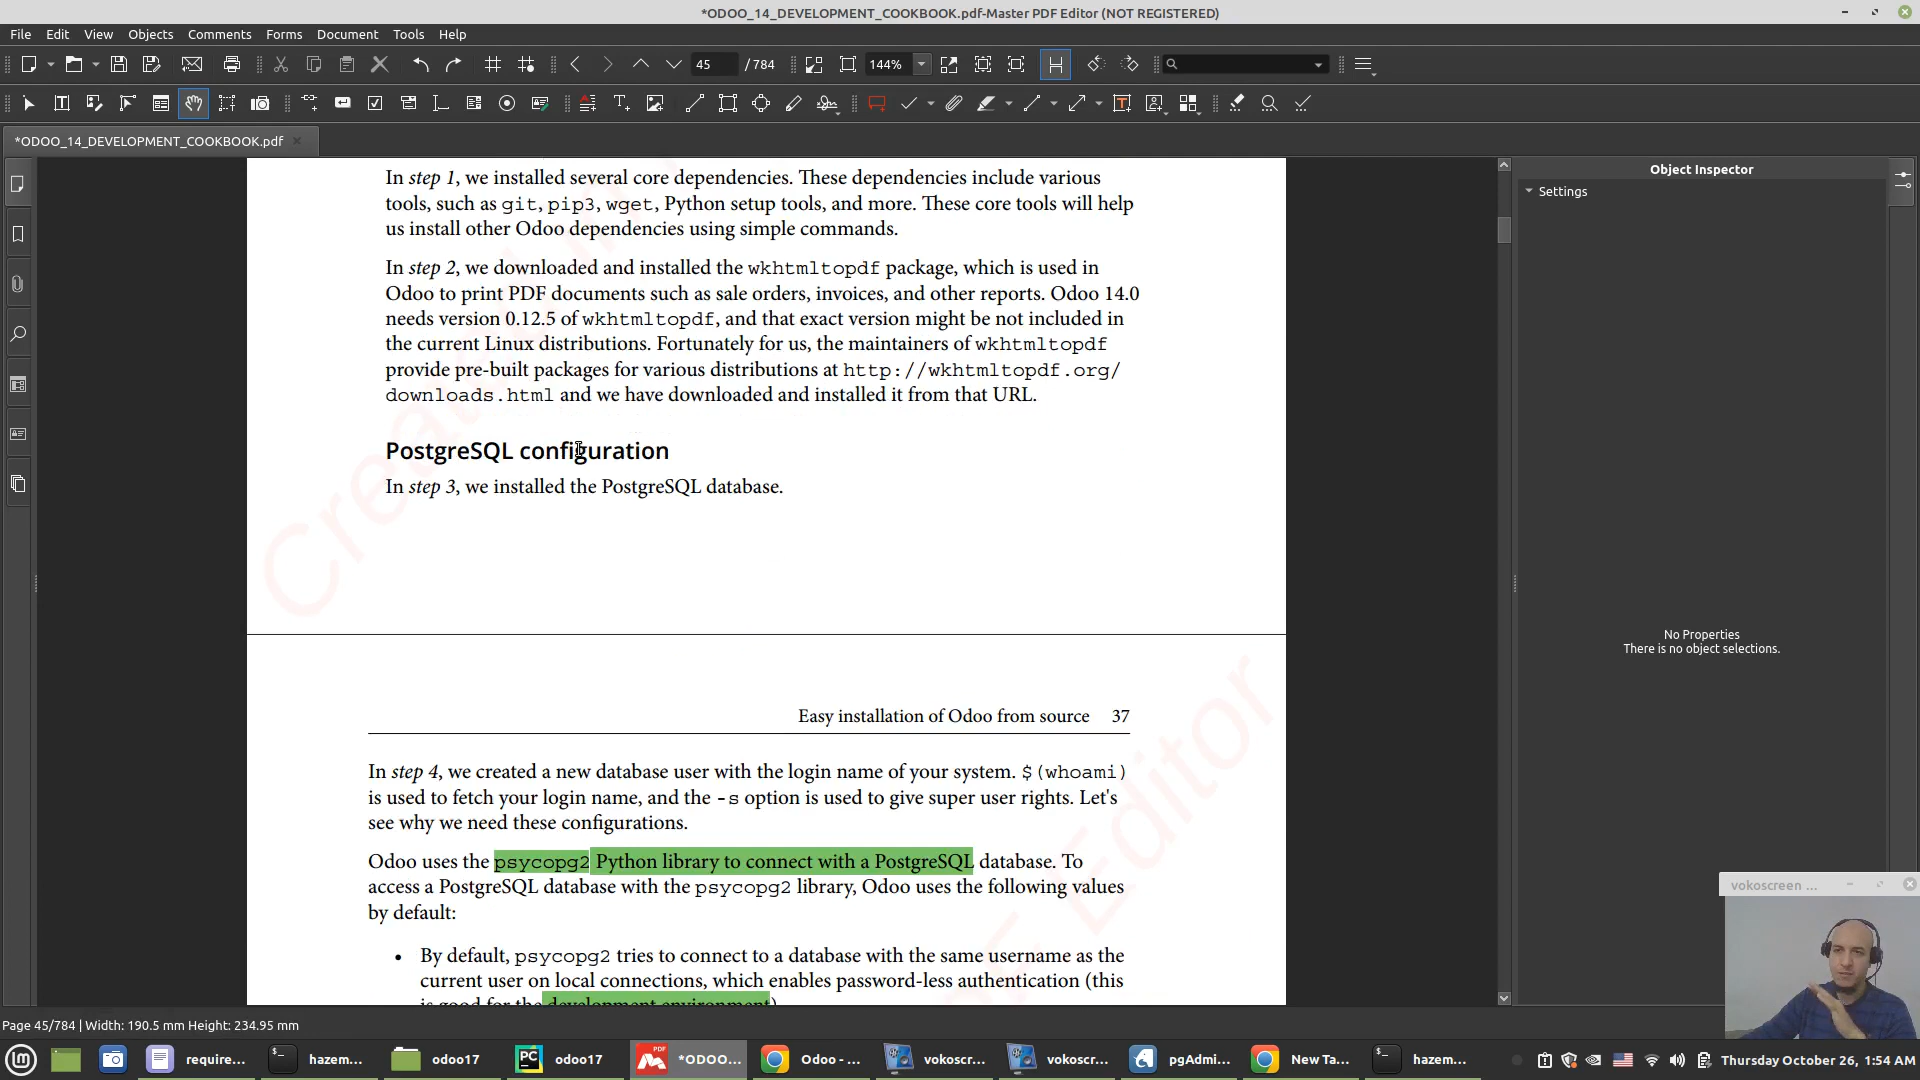 *ODOO_14_DEVELOPMENT_COOKBOOK.pdf-Master PDF Editor (NOT REGISTERED)
File Edit View Objects Comments Forms Document Tools Help
45 / 784 144%
*ODOO_14_DEVELOPMENT_COOKBOOK.pdf
Object Inspector
Settings
No Properties
There is no object selections.
In step 1, we installed several core dependencies. These dependencies include various
tools, such as git, pip3, wget, Python setup tools, and more. These core tools will help
us install other Odoo dependencies using simple commands.
In step 2, we downloaded and installed the wkhtmltopdf package, which is used in
Odoo to print PDF documents such as sale orders, invoices, and other reports. Odoo 14.0
needs version 0.12.5 of wkhtmltopdf, and that exact version might be not included in
the current Linux distributions. Fortunately for us, the maintainers of wkhtmltopdf
provide pre-built packages for various distributions at http://wkhtmltopdf.org/
downloads.html and we have downloaded and installed it from that URL.
PostgreSQL configuration
In step 3, we installed the PostgreSQL database.
Easy installation of Odoo from source 37
In step 4, we created a new database user with the login name of your system. $(whoami)
is used to fetch your login name, and the -s option is used to give super user rights. Let's
see why we need these configurations.
Odoo uses the psycopg2 Python library to connect with a PostgreSQL database. To
access a PostgreSQL database with the psycopg2 library, Odoo uses the following values
by default:
• By default, psycopg2 tries to connect to a database with the same username as the
current user on local connections, which enables password-less authentication (this
is good for the development environment)
Editor
vokoscreen ...
Page 45/784 | Width: 190.5 mm Height: 234.95 mm
require... hazem... odoo17 odoo17 *ODOO... Odoo - ... vokoscr... vokoscr... pgAdmi... New Ta... hazem... Thursday October 26, 1:54 AM